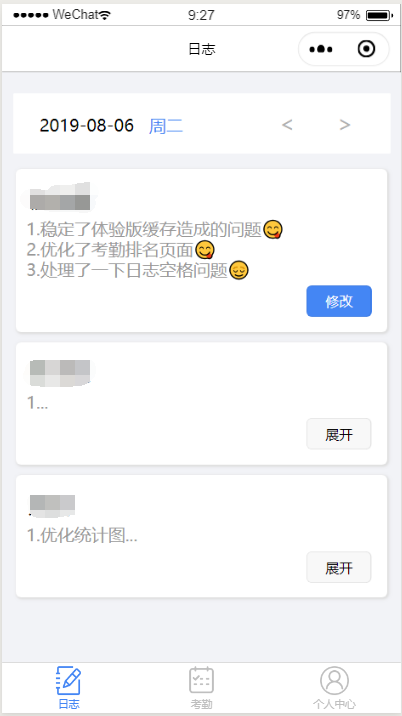 WeChat
9:27
97%
日志
2019-08-06 周二 < >
1.稳定了体验版缓存造成的问题😋
2.优化了考勤排名页面😋
3.处理了一下日志空格问题😌
修改
1...
展开
1.优化统计图...
展开
日志
考勤
个人中心